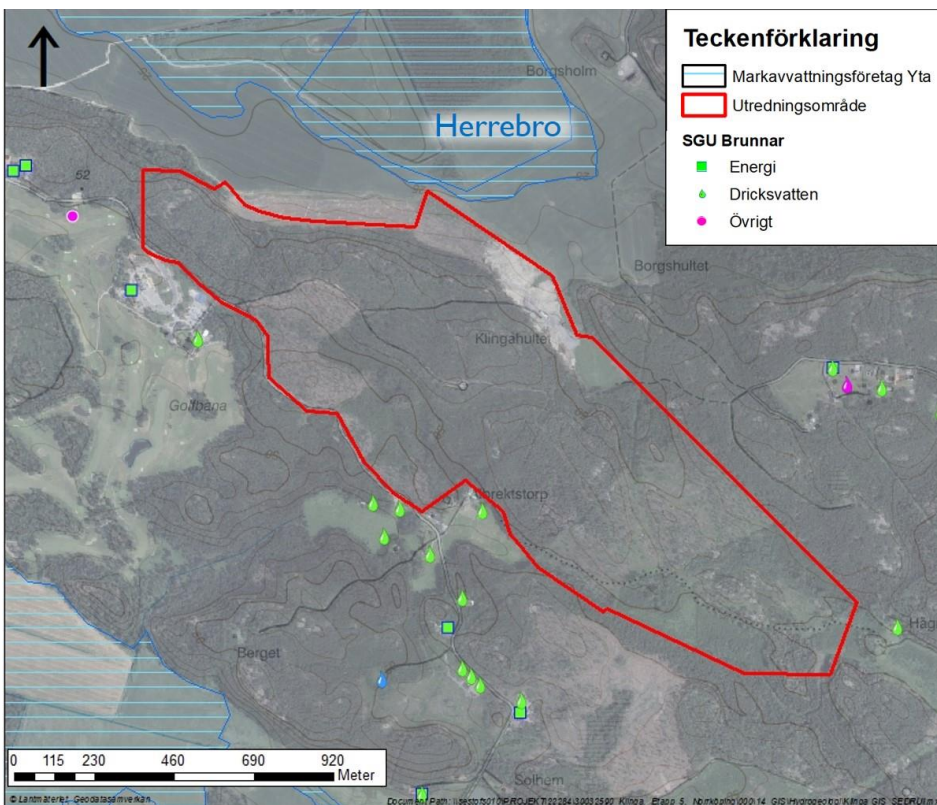 Teckenförklaring
Markavvattningsföretag Yta
Utredningsområde
SGU Brunnar
Energi
Dricksvatten
Övrigt
Borgsholm
Herrebro
52
Borgshultet
Klingahultet
Golfbana
Berget
Solhem
0 115 230 460 690 920
Meter
© Lantmäteriet, Geodatasamverkan